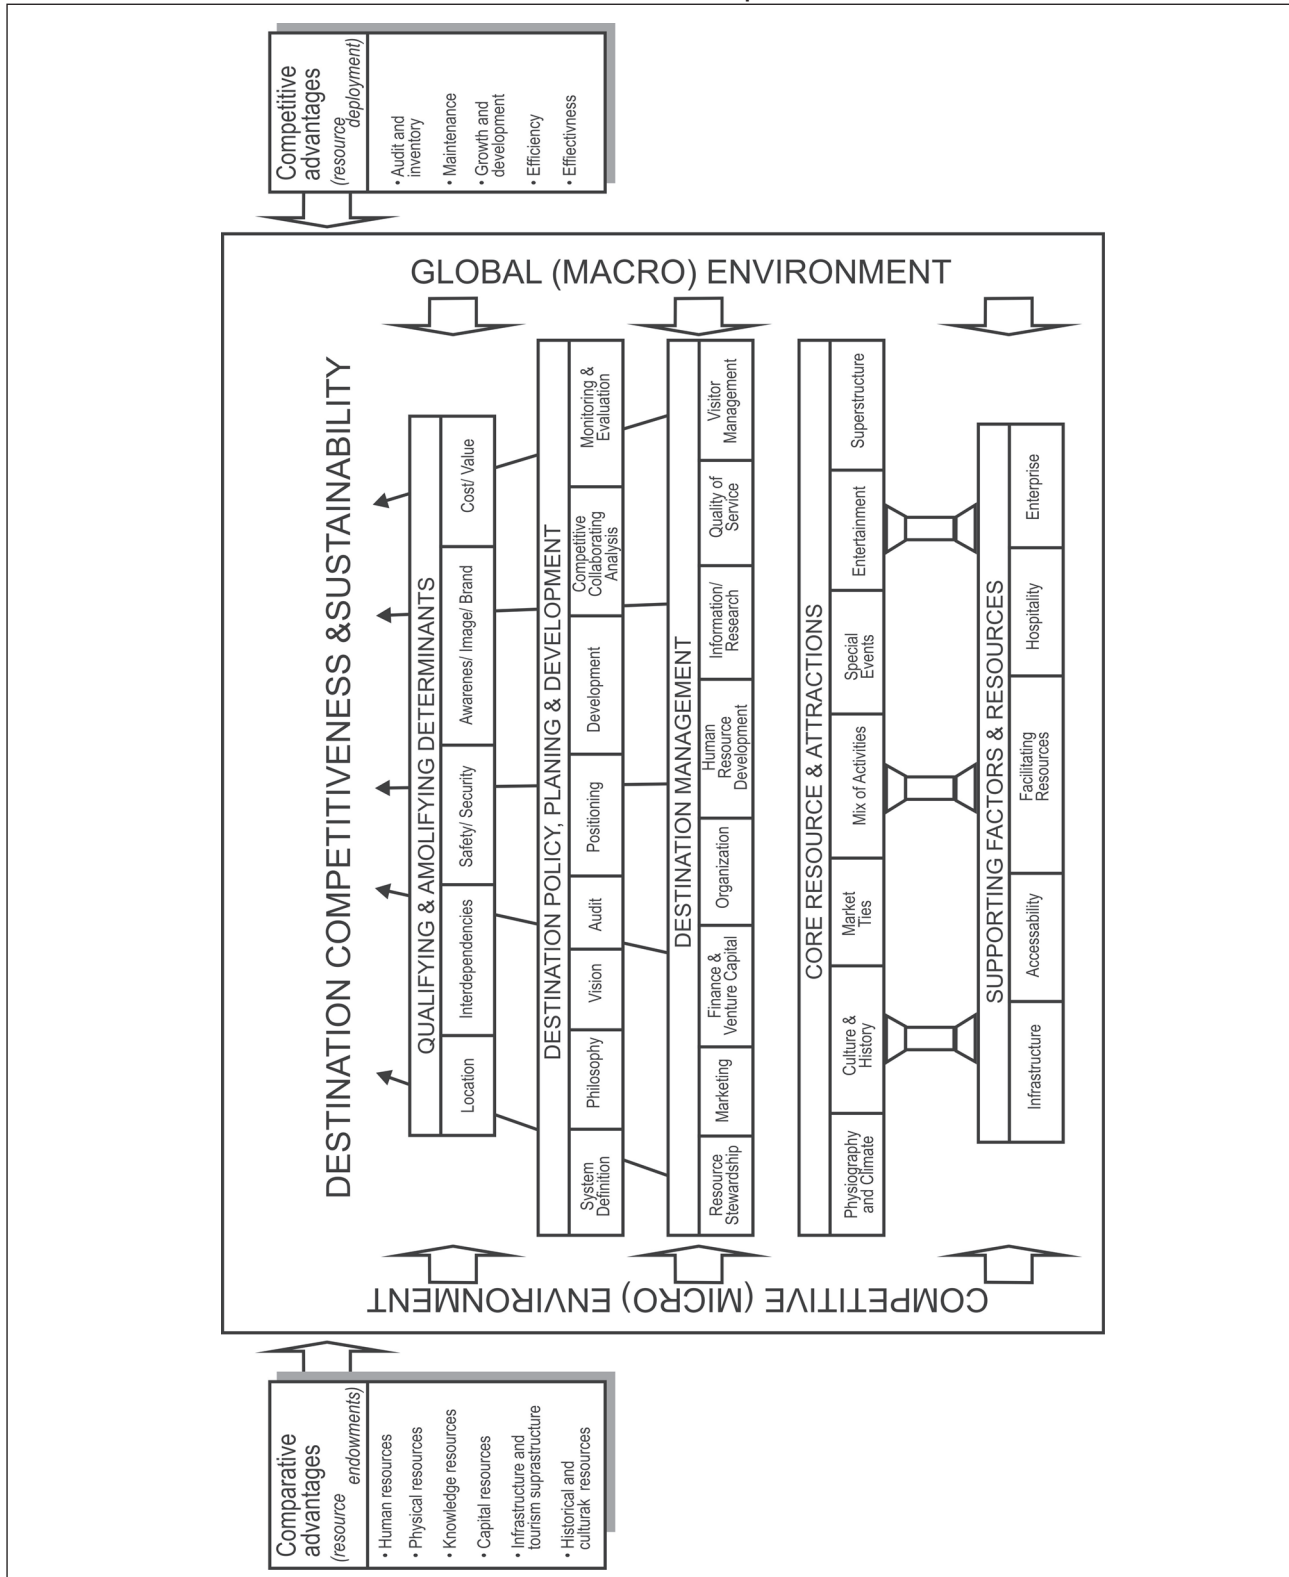 Comparative
advantages
(resource endowments)
• Human resources
• Physical resources
• Knowledge resources
• Capital resources
• Infrastructure and
tourism suprastructure
• Historical and
culturak resources
COMPETITIVE (MICRO) ENVIRONMENT
DESTINATION COMPETITIVENESS &SUSTAINABILITY
QUALIFYING & AMOLIFYING DETERMINANTS
Location
Interdependencies
Safety/ Security
Awarenes/ Image/ Brand
Cost/ Value
DESTINATION POLICY, PLANING & DEVELOPMENT
System
Definition
Philosophy
Vision
Audit
Positioning
Development
Competitive
Collaborating
Analysis
Monitoring &
Evaluation
DESTINATION MANAGEMENT
Resource
Stewardship
Marketing
Finance &
Venture Capital
Organization
Human
Resource
Development
Information/
Research
Quality of
Service
Visitor
Management
CORE RESOURCE & ATTRACTIONS
Physiography
and Climate
Culture &
History
Market
Ties
Mix of Activities
Special
Events
Entertainment
Superstructure
SUPPORTING FACTORS & RESOURCES
Infrastructure
Accessability
Facilitating
Resources
Hospitality
Enterprise
GLOBAL (MACRO) ENVIRONMENT
Competitive
advantages
(resource deployment)
• Audit and
inventory
• Maintenance
• Growth and
development
• Efficiency
• Effiectivness